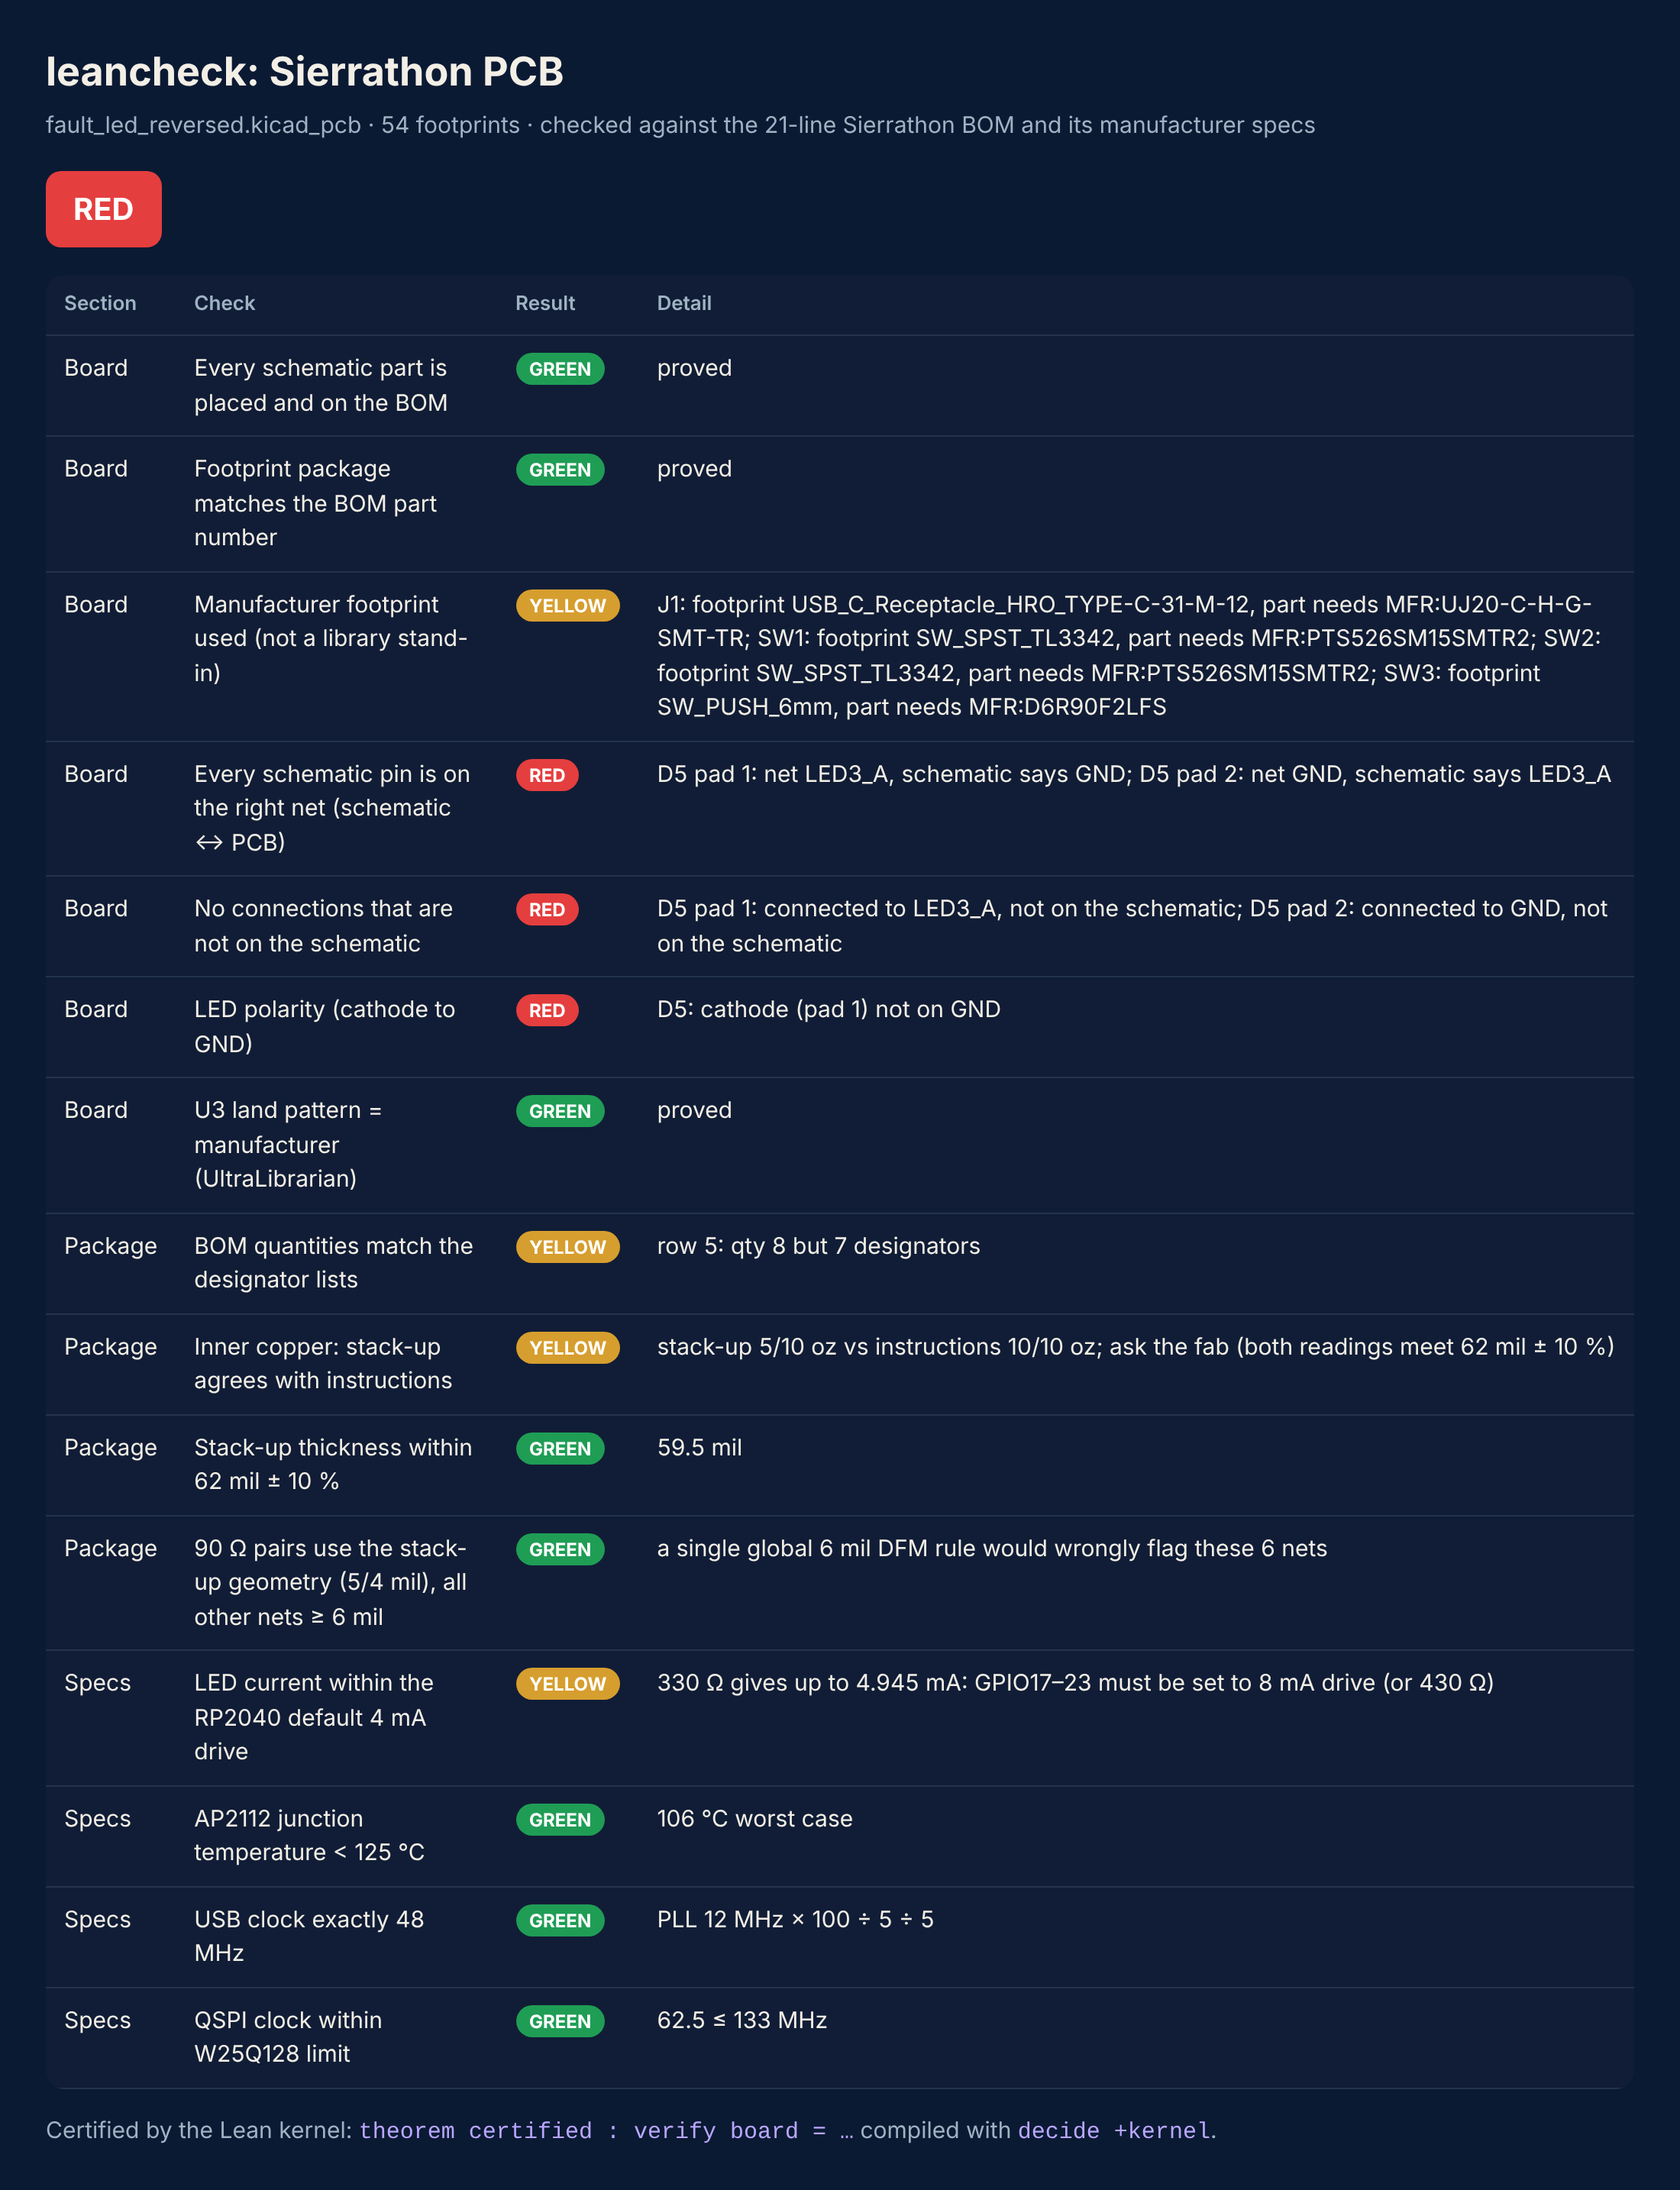 leancheck: Sierrathon PCB
fault_led_reversed.kicad_pcb · 54 footprints · checked against the 21-line Sierrathon BOM and its manufacturer specs
RED
Section Check Result Detail
Board Every schematic part is GREEN proved
placed and on the BOM
Board Footprint package GREEN proved
matches the BOM part
number
Board Manufacturer footprint YELLOW J1: footprint USB_C_Receptacle_HRO_TYPE-C-31-M-12, part needs MFR:UJ20-C-H-G-
used (not a library stand- SMT-TR; SW1: footprint SW_SPST_TL3342, part needs MFR:PTS526SM15SMTR2; SW2:
in) footprint SW_SPST_TL3342, part needs MFR:PTS526SM15SMTR2; SW3: footprint
SW_PUSH_6mm, part needs MFR:D6R90F2LFS
Board Every schematic pin is on RED D5 pad 1: net LED3_A, schematic says GND; D5 pad 2: net GND, schematic says LED3_A
the right net (schematic
↔ PCB)
Board No connections that are RED D5 pad 1: connected to LED3_A, not on the schematic; D5 pad 2: connected to GND, not
not on the schematic on the schematic
Board LED polarity (cathode to RED D5: cathode (pad 1) not on GND
GND)
Board U3 land pattern = GREEN proved
manufacturer
(UltraLibrarian)
Package BOM quantities match the YELLOW row 5: qty 8 but 7 designators
designator lists
Package Inner copper: stack-up YELLOW stack-up 5/10 oz vs instructions 10/10 oz; ask the fab (both readings meet 62 mil ± 10 %)
agrees with instructions
Package Stack-up thickness within GREEN 59.5 mil
62 mil ± 10 %
Package 90 Ω pairs use the stack- GREEN a single global 6 mil DFM rule would wrongly flag these 6 nets
up geometry (5/4 mil), all
other nets ≥ 6 mil
Specs LED current within the YELLOW 330 Ω gives up to 4.945 mA: GPIO17–23 must be set to 8 mA drive (or 430 Ω)
RP2040 default 4 mA
drive
Specs AP2112 junction GREEN 106 °C worst case
temperature < 125 °C
Specs USB clock exactly 48 GREEN PLL 12 MHz × 100 ÷ 5 ÷ 5
MHz
Specs QSPI clock within GREEN 62.5 ≤ 133 MHz
W25Q128 limit
Certified by the Lean kernel: theorem certified : verify board = … compiled with decide +kernel.